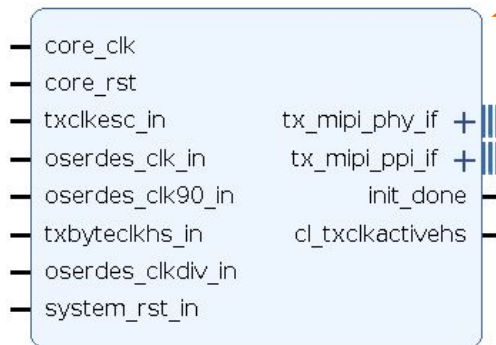 core_clk
core_rst
txclkesc_in
tx_mipi_phy_if
oserdes_clk_in
tx_mipi_ppi_if
oserdes_clk90_in
init_done
txbyteclkhs_in
cl_txclkactivehs
oserdes_clkdiv_in
system_rst_in